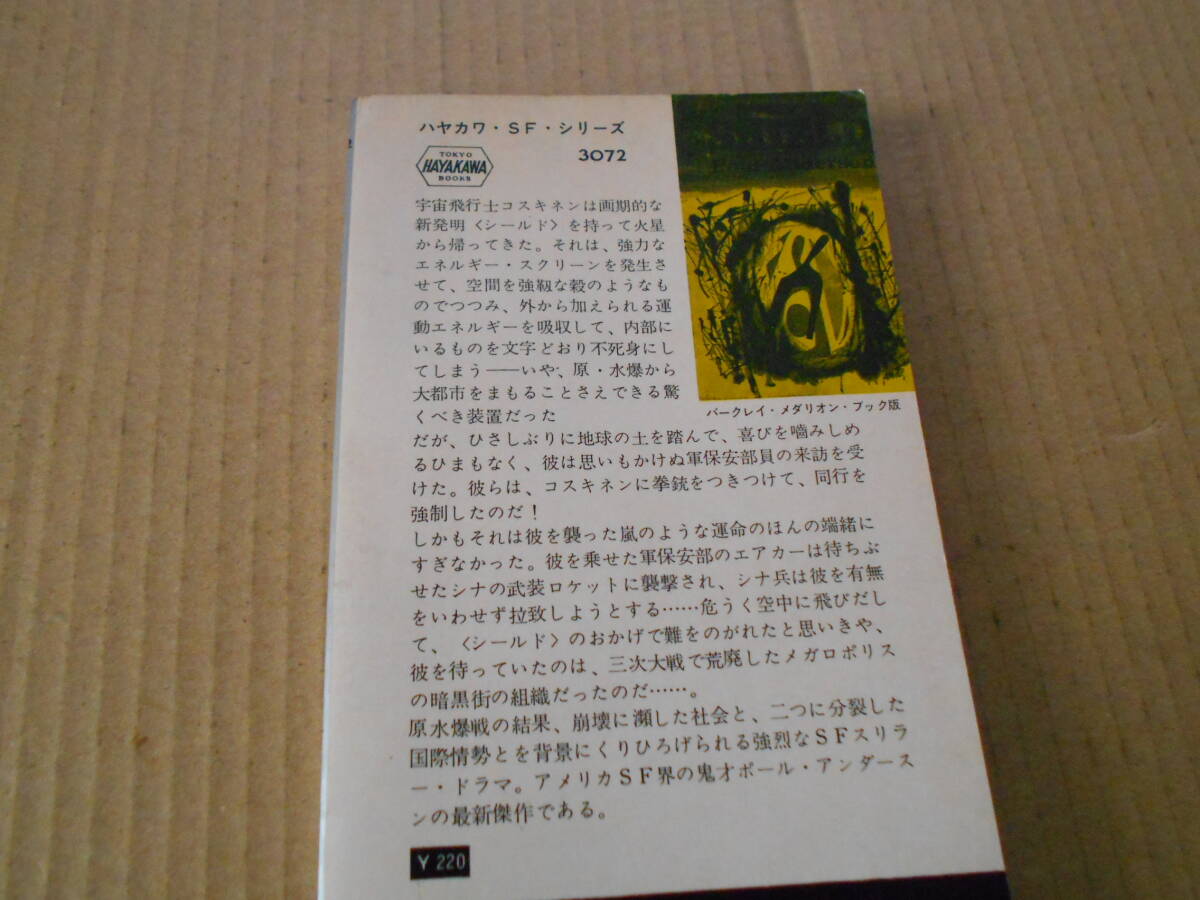 ハヤカワ・SF・シリーズ
TOKYO
HAYAKAWA
BOOKS
3072
宇宙飛行士コスキネンは画期的な
新発明〈シールド〉を持って火星
から帰ってきた。それは、強力な
エネルギー・スクリーンを発生さ
せて、空間を強靱な殻のようなも
のでつつみ、外から加えられる運
動エネルギーを吸収して、内部に
いるものを文字どおり不死身にし
てしまう——いや、原・水爆から
大都市をまもることさえできる驚
くべき装置だった
バークレイ・メダリオン・ブック版
だが、ひさしぶりに地球の土を踏んで、喜びを嚙みしめ
るひまもなく、彼は思いもかけぬ軍保安部員の来訪を受
けた。彼らは、コスキネンに拳銃をつきつけて、同行を
強制したのだ！
しかもそれは彼を襲った嵐のような運命のほんの端緒に
すぎなかった。彼を乗せた軍保安部のエアカーは待ちぶ
せたシナの武装ロケットに襲撃され、シナ兵は彼を有無
をいわせず拉致しようとする……危うく空中に飛びだし
て、〈シールド〉のおかげで難をのがれたと思いきや、
彼を待っていたのは、三次大戦で荒廃したメガロポリス
の暗黒街の組織だったのだ……。
原水爆戦の結果、崩壊に瀕した社会と、二つに分裂した
国際情勢とを背景にくりひろげられる強烈なSFスリラ
ー・ドラマ。アメリカSF界の鬼才ポール・アンダース
ンの最新傑作である。
¥ 220